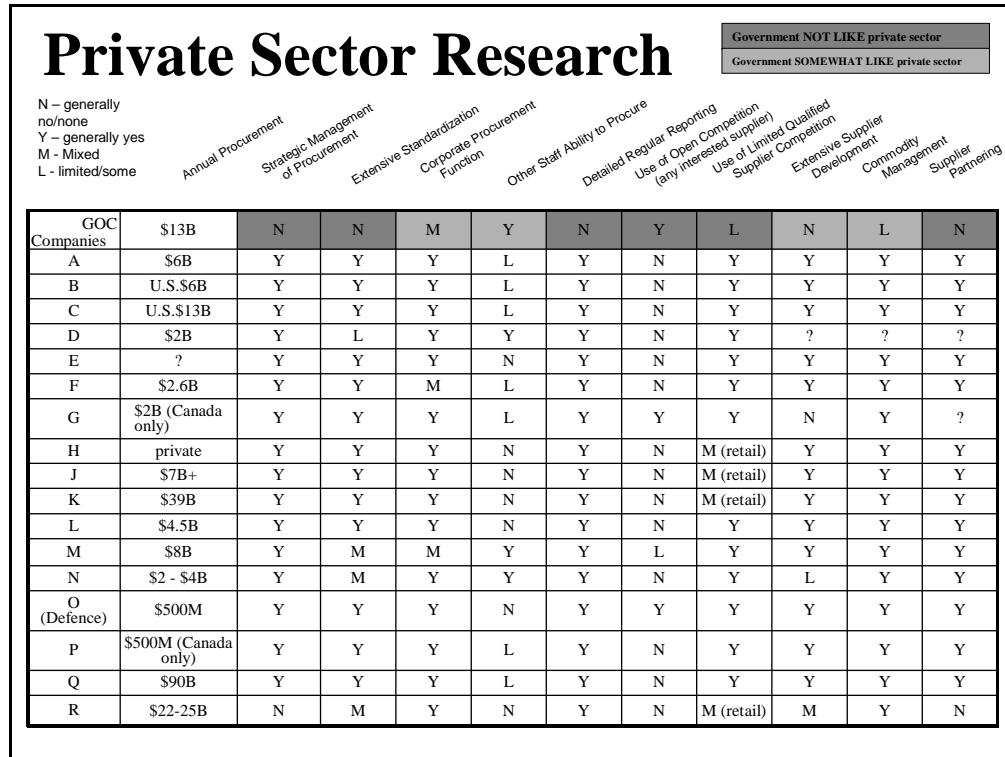 Private Sector Research
Government NOT LIKE private sector
Government SOMEWHAT LIKE private sector
N – generally
no/none
Y – generally yes
M - Mixed
L - limited/some
Annual Procurement
Strategic Management
of Procurement
Extensive Standardization
Corporate Procurement
Function
Other Staff Ability to Procure
Detailed Regular Reporting
Use of Open Competition
(any interested supplier)
Use of Limited Qualified
Supplier Competition
Extensive Supplier
Development
Commodity
Management
Supplier
Partnering
GOC
Companies $13B N N M Y N Y L N L N
A $6B Y Y Y L Y N Y Y Y Y
B U.S.$6B Y Y Y L Y N Y Y Y Y
C U.S.$13B Y Y Y L Y N Y Y Y Y
D $2B Y L Y Y Y N Y ? ? ?
E ? Y Y Y N Y N Y Y Y Y
F $2.6B Y Y M L Y N Y Y Y Y
G $2B (Canada
only) Y Y Y L Y Y Y N Y ?
H private Y Y Y N Y N M (retail) Y Y Y
J $7B+ Y Y Y N Y N M (retail) Y Y Y
K $39B Y Y Y N Y N M (retail) Y Y Y
L $4.5B Y Y Y N Y N Y Y Y Y
M $8B Y M M Y Y L Y Y Y Y
N $2 - $4B Y M Y Y Y N Y L Y Y
O
(Defence) $500M Y Y Y N Y Y Y Y Y Y
P $500M (Canada
only) Y Y Y L Y N Y Y Y Y
Q $90B Y Y Y L Y N Y Y Y Y
R $22-25B N M Y N Y N M (retail) M Y N